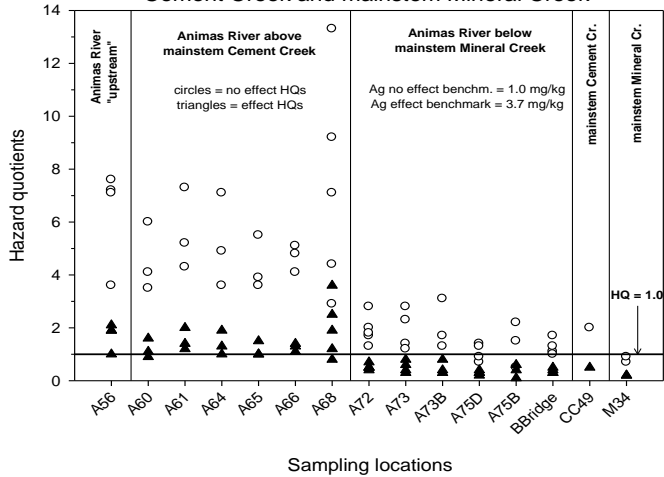 Cement Creek and mainstem Mineral Creek
14
12
10
8
6
4
2
0
Hazard quotients
Animas River
"upstream"
Animas River above
mainstem Cement Creek
circles = no effect HQs
triangles = effect HQs
Animas River below
mainstem Mineral Creek
Ag no effect benchm. = 1.0 mg/kg
Ag effect benchmark = 3.7 mg/kg
mainstem Cement Cr.
mainstem Mineral Cr.
HQ = 1.0
A56
A60
A61
A64
A65
A66
A68
A72
A73
A73B
A75D
A75B
BBridge
CC49
M34
Sampling locations